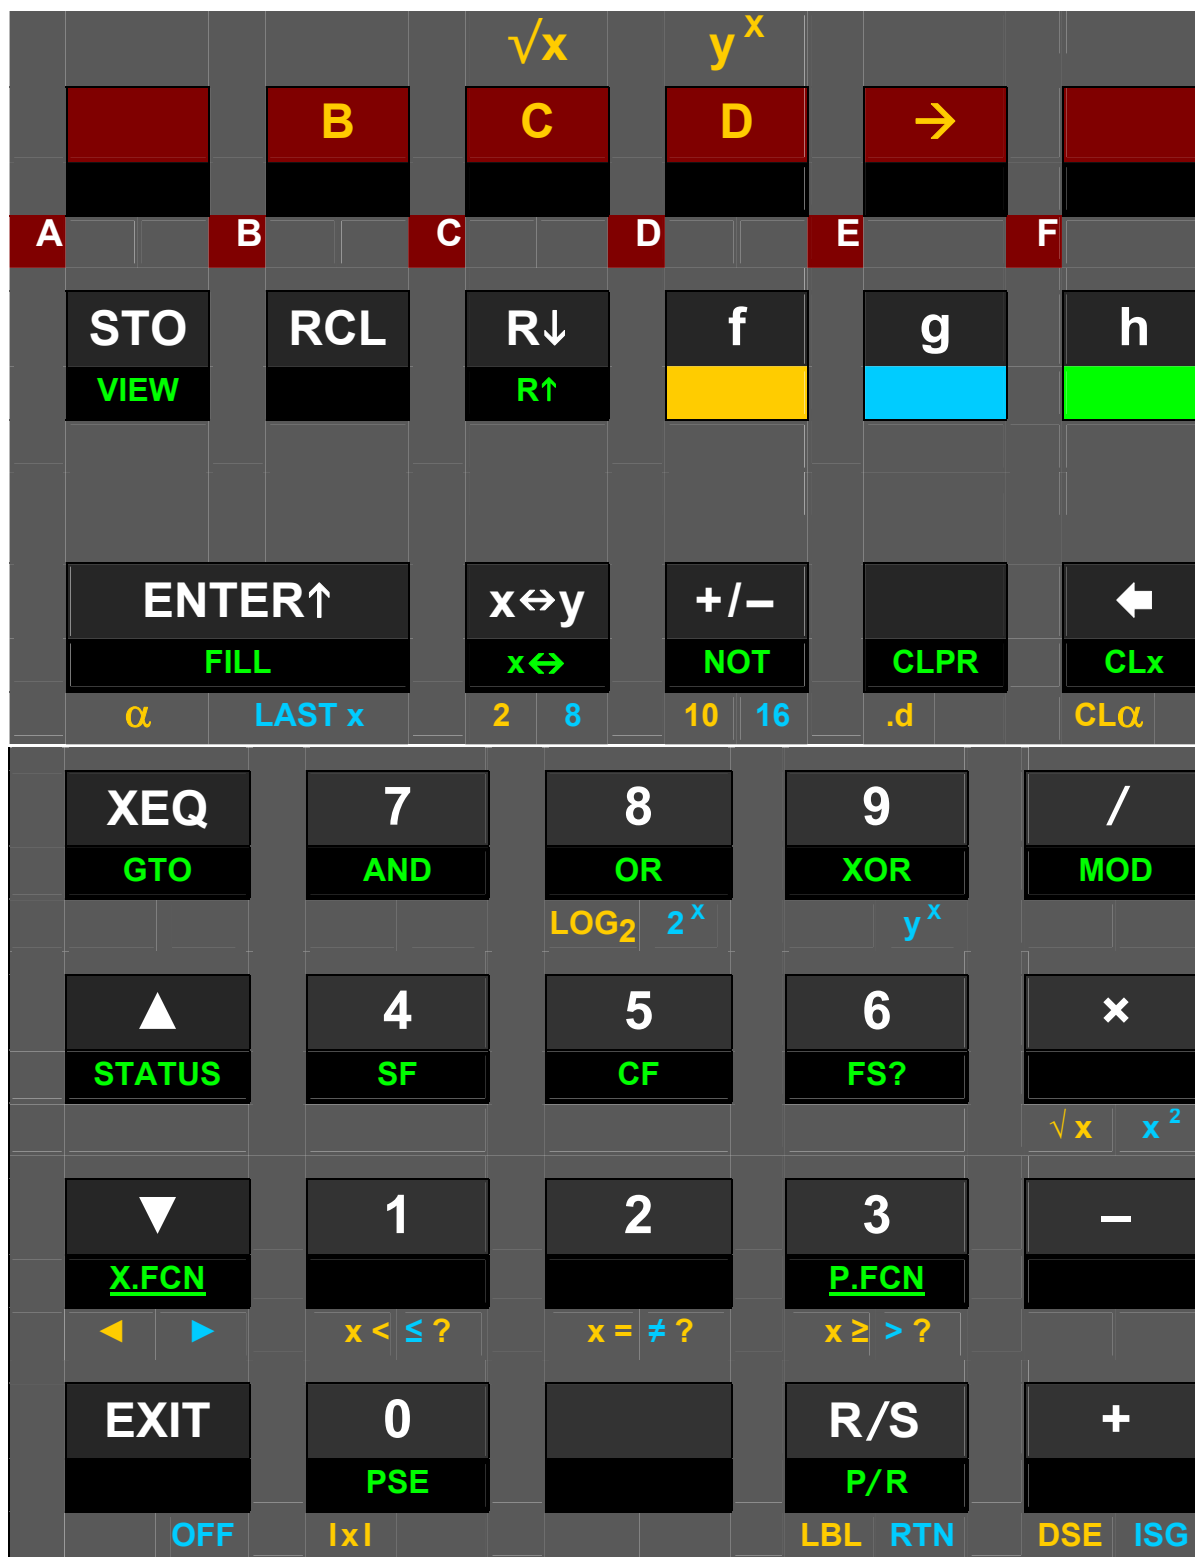 √x y^x
B C D →
A B C D E F
STO RCL R↓ f g h
VIEW R↑
ENTER↑ x↔y +/– 🡄
FILL x↔ NOT CLPR CLx
α LAST x 2 8 10 16 .d CLα
XEQ 7 8 9 /
GTO AND OR XOR MOD
LOG₂ 2^x y^x
▲ 4 5 6 ×
STATUS SF CF FS?
√x x²
▼ 1 2 3 –
X.FCN P.FCN
◄ ► x < ≤ ? x = ≠ ? x ≥ > ?
EXIT 0 R/S +
PSE P/R
OFF |x| LBL RTN DSE ISG